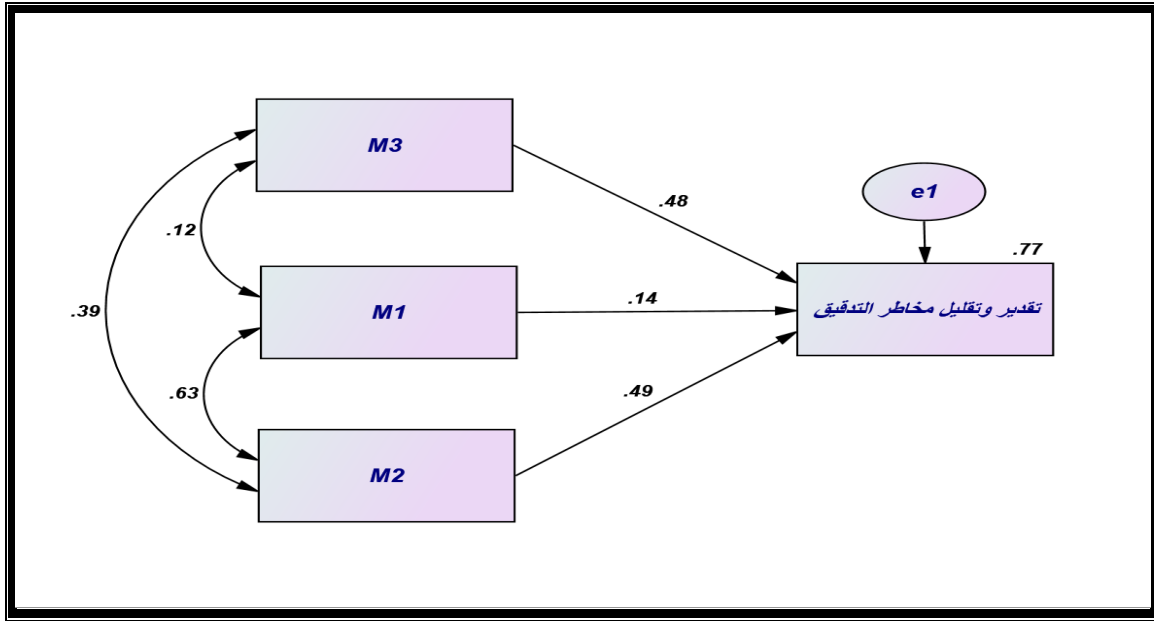 M3
e1
.48
.12
.77
.39
M1
.14
تقدير وتقليل مخاطر التدقيق
.63
.49
M2